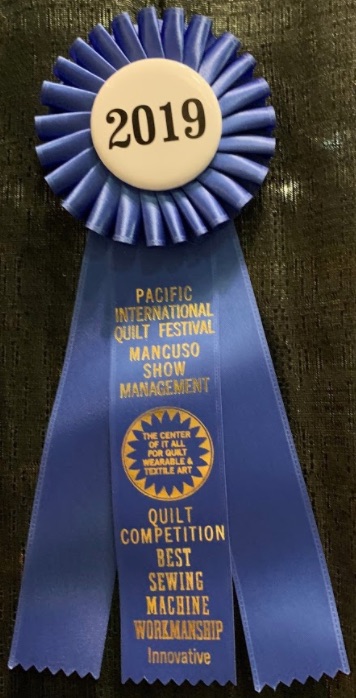 2019
PACIFIC
INTERNATIONAL
QUILT FESTIVAL
MANCUSO
SHOW
MANAGEMENT
THE CENTER
OF IT ALL
FOR QUILT
WEARABLE &
TEXTILE ART
QUILT
COMPETITION
BEST
SEWING
MACHINE
WORKMANSHIP
Innovative